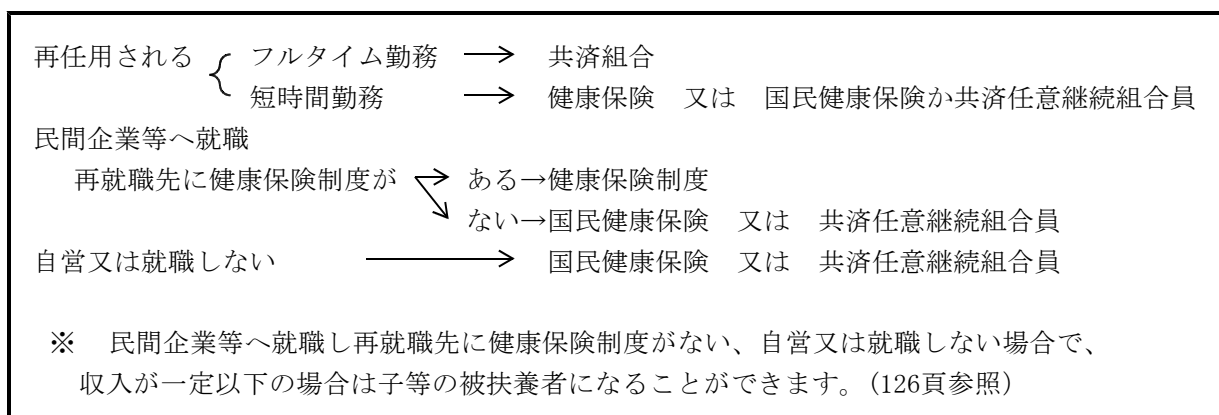 再任用される フルタイム勤務 → 共済組合
短時間勤務 → 健康保険 又は 国民健康保険か共済任意継続組合員
民間企業等へ就職
再就職先に健康保険制度が ある→健康保険制度
ない→国民健康保険 又は 共済任意継続組合員
自営又は就職しない → 国民健康保険 又は 共済任意継続組合員
※ 民間企業等へ就職し再就職先に健康保険制度がない、自営又は就職しない場合で、
収入が一定以下の場合は子等の被扶養者になることができます。(126頁参照)